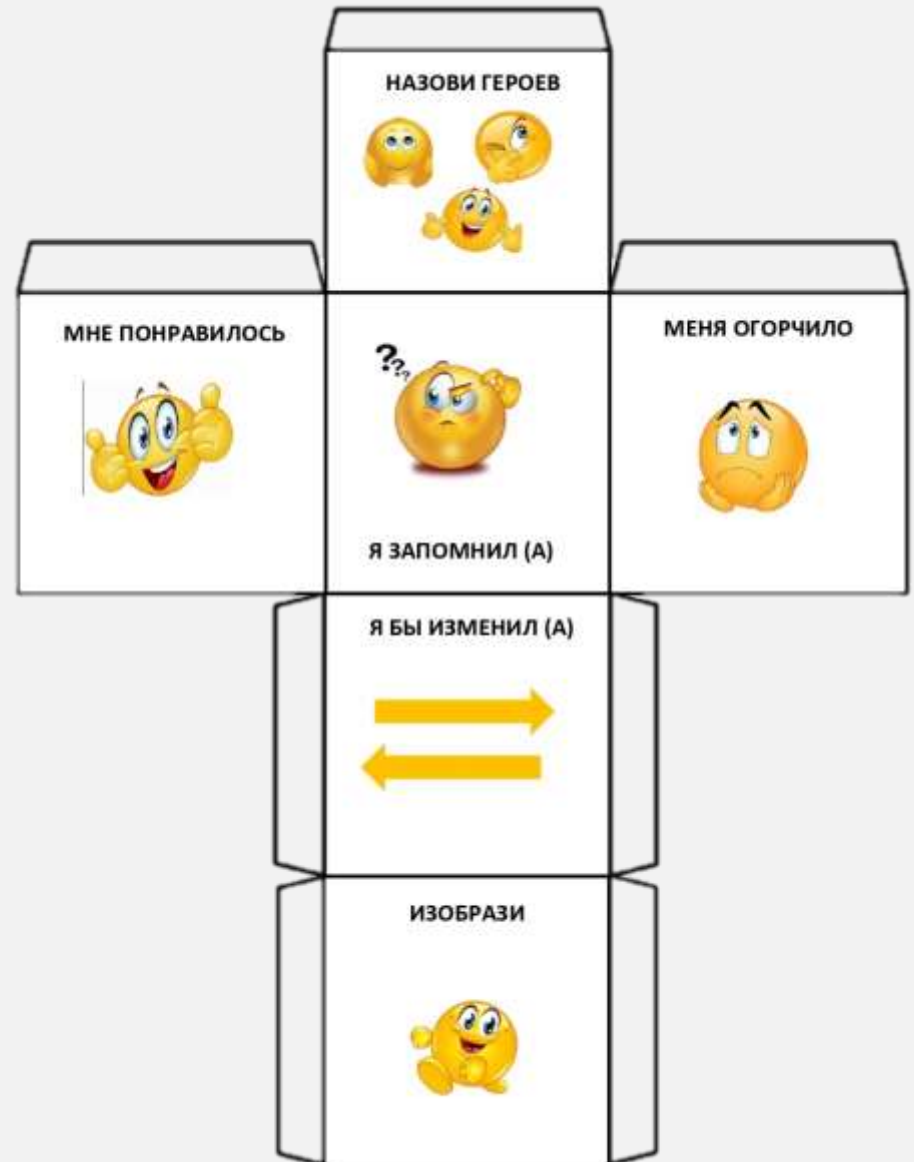 НАЗОВИ ГЕРОЕВ
МНЕ ПОНРАВИЛОСЬ
???
Я ЗАПОМНИЛ (А)
МЕНЯ ОГОРЧИЛО
Я БЫ ИЗМЕНИЛ (А)
ИЗОБРАЗИ